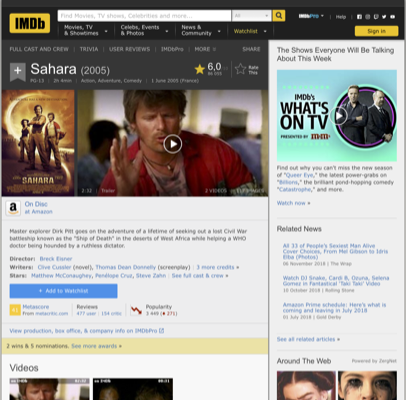 IMDb
Find Movies, TV shows, Celebrities and more...
All
IMDbPro
Help
Movies, TV & Showtimes
Celebs, Events & Photos
News & Community
Watchlist
Sign in
FULL CAST AND CREW | TRIVIA | USER REVIEWS | IMDbPro | MORE
SHARE
Sahara (2005)
6,0
Rate This
PG-13 | 2h 4min | Action, Adventure, Comedy | 1 June 2005 (France)
SAHARA
2:32 | Trailer
2 VIDEOS
On Disc
at Amazon
Master explorer Dirk Pitt goes on the adventure of a lifetime of seeking out a lost Civil War
battleship known as the "Ship of Death" in the deserts of West Africa while helping a WHO
doctor being hounded by a ruthless dictator.
Director: Breck Eisner
Writers: Clive Cussler (novel), Thomas Dean Donnelly (screenplay) | 3 more credits »
Stars: Matthew McConaughey, Penélope Cruz, Steve Zahn | See full cast & crew »
+ Add to Watchlist
41
Metascore
From metacritic.com
Reviews
477 user | 154 critic
Popularity
2 wins & 5 nominations. See more awards »
View production, box office, & company info on IMDbPro
Videos
The Shows Everyone Will Be Talking
About This Week
IMDb's
WHAT'S
ON TV
PRESENTED BY
Find out why you can't miss the new season
of "Queer Eye," the latest power-grabs on
"Billions," the brilliant pond-hopping comedy
"Catastrophe," and more.
Watch now »
Related News
All 33 of People's Sexiest Man Alive
Cover Choices, From Mel Gibson to Idris
Elba (Photos)
06 November 2018 | The Wrap
Watch DJ Snake, Cardi B, Ozuna, Selena
Gomez in Fantastical 'Taki Taki' Video
10 October 2018 | Rolling Stone
Amazon Prime schedule: Here's what is
coming and leaving in July 2018
01 July 2018 | Gold Derby
See all related articles »
Around The Web
Powered by ZergNet